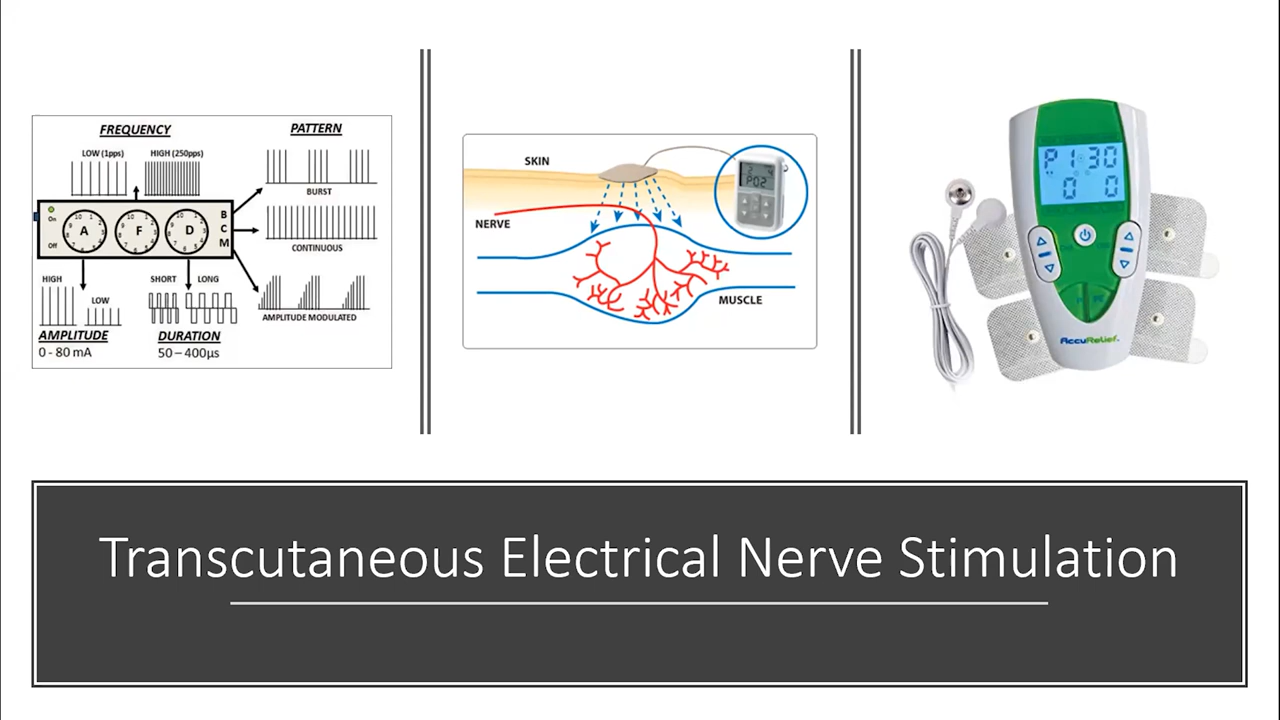 FREQUENCY
PATTERN
LOW (1pps)
HIGH (250pps)
BURST
On
Off
A
F
D
B
C
M
CONTINUOUS
HIGH
LOW
SHORT
LONG
AMPLITUDE MODULATED
AMPLITUDE
0 - 80 mA
DURATION
50 – 400µs
SKIN
NERVE
MUSCLE
P02
P1 30
0 0
AccuRelief
Transcutaneous Electrical Nerve Stimulation